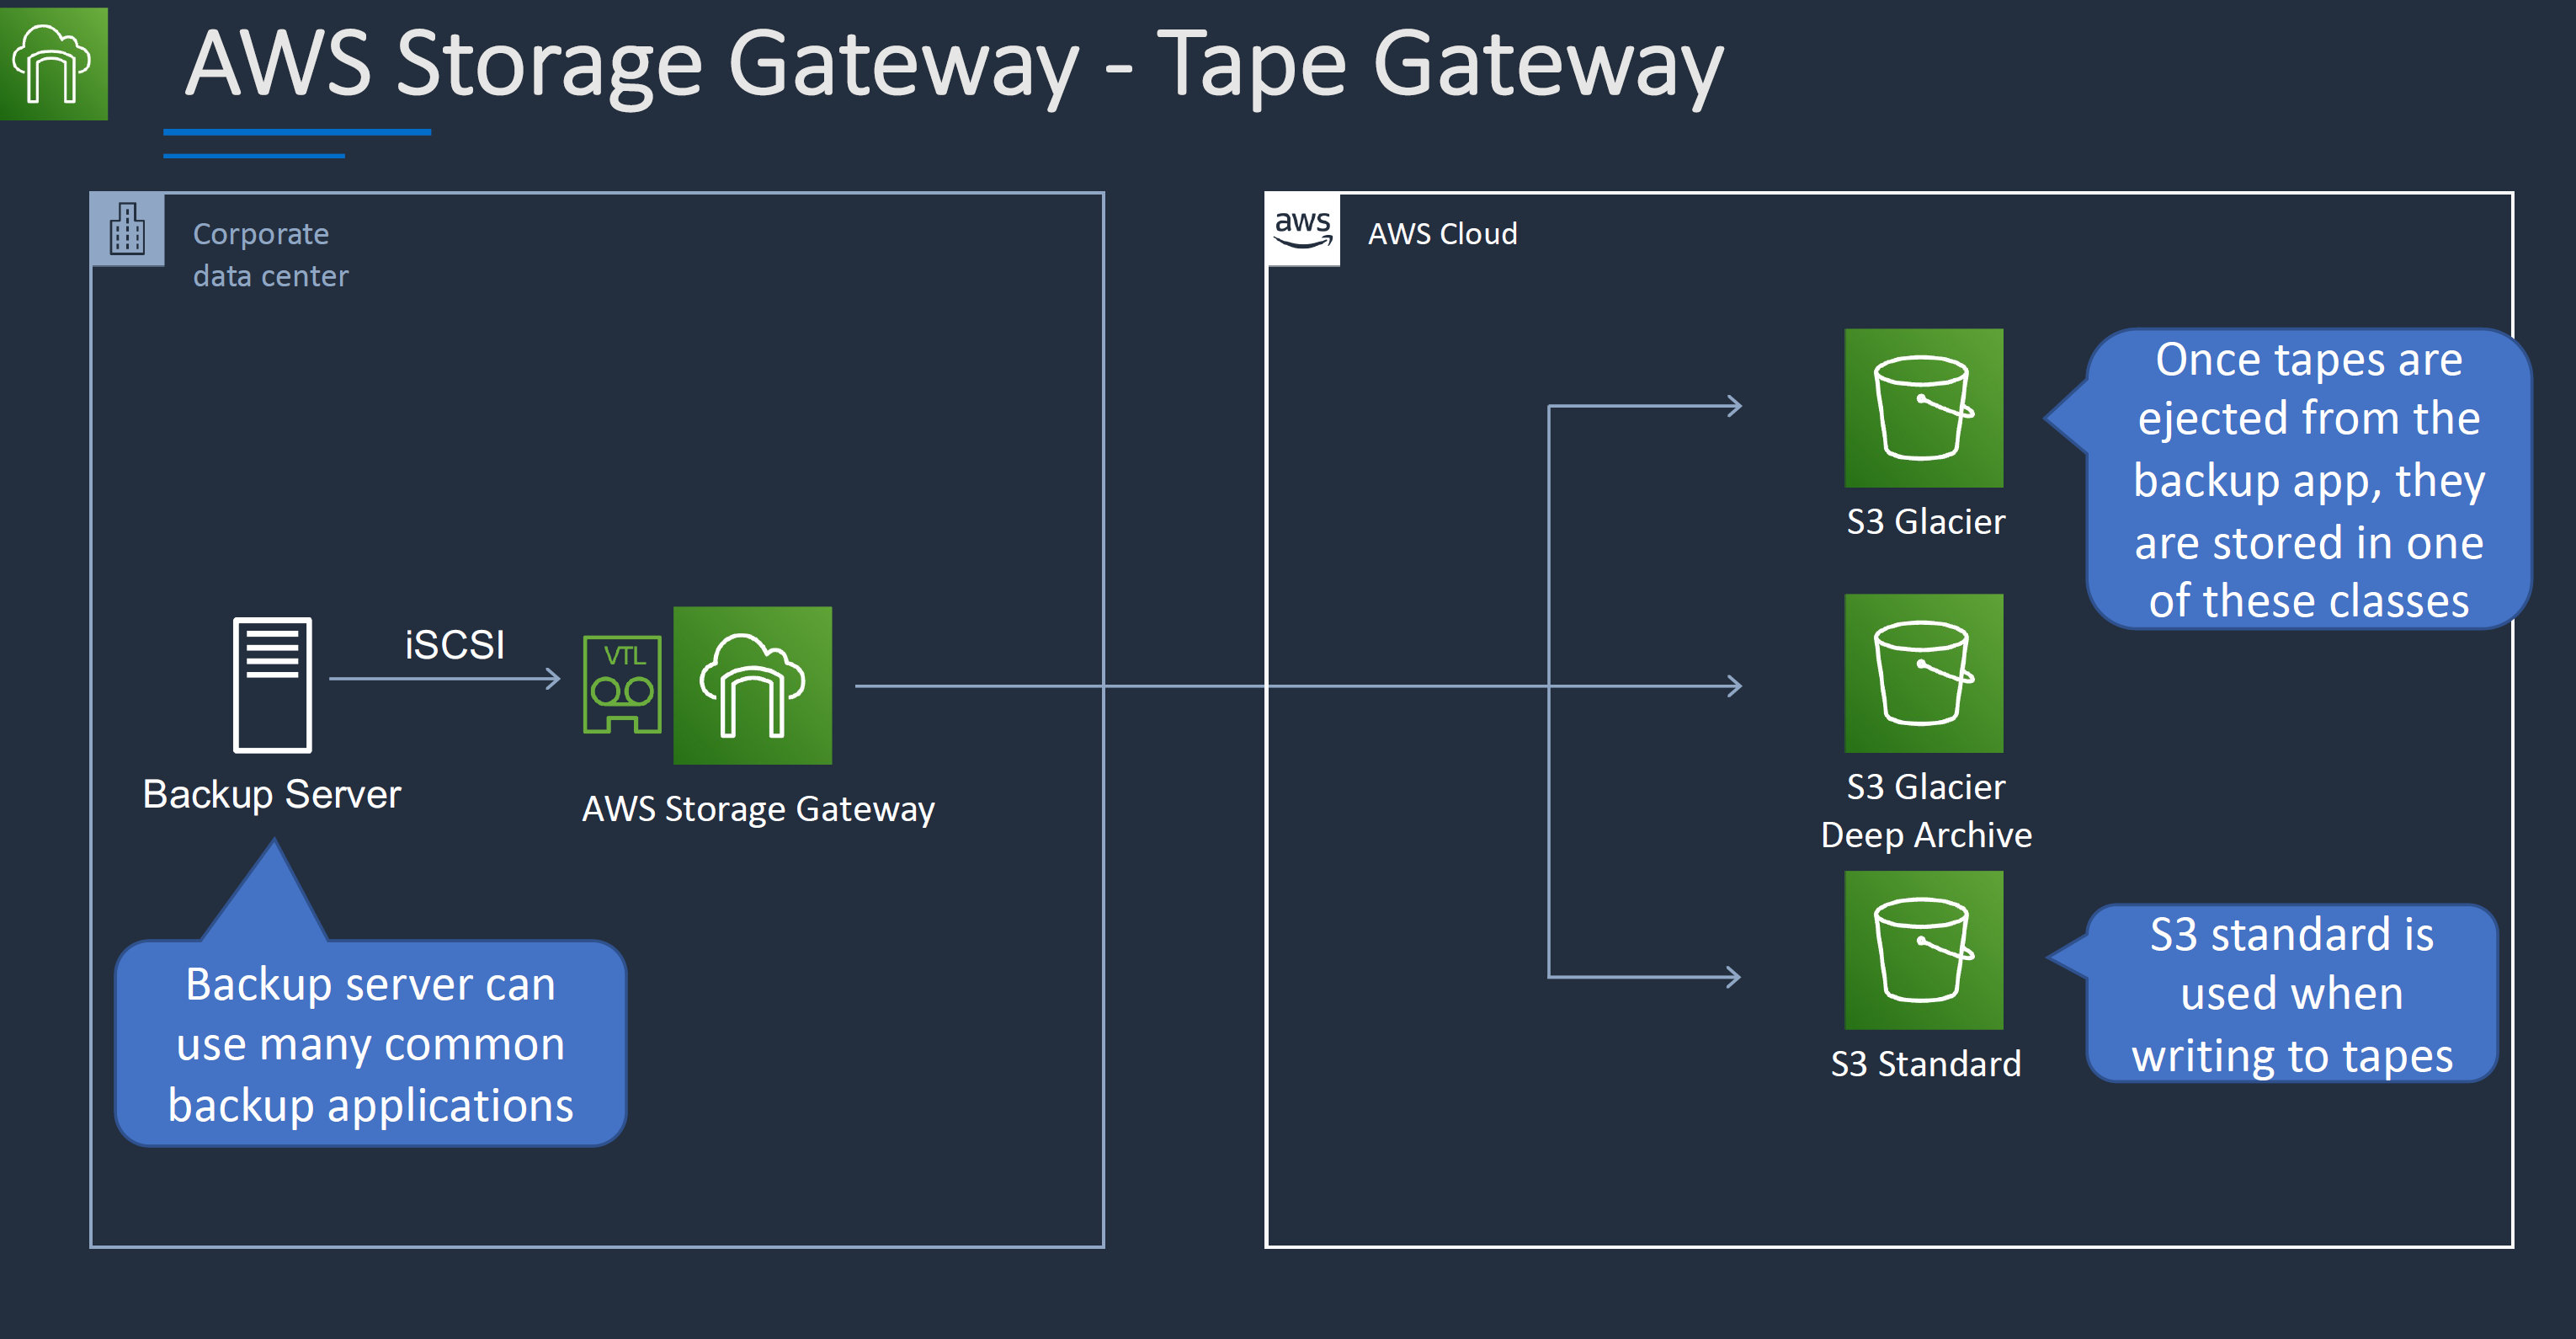 AWS Storage Gateway - Tape Gateway
Corporate
data center
iSCSI
VTL
Backup Server
AWS Storage Gateway
Backup server can
use many common
backup applications
aws
AWS Cloud
S3 Glacier
Once tapes are
ejected from the
backup app, they
are stored in one
of these classes
S3 Glacier
Deep Archive
S3 Standard
S3 standard is
used when
writing to tapes